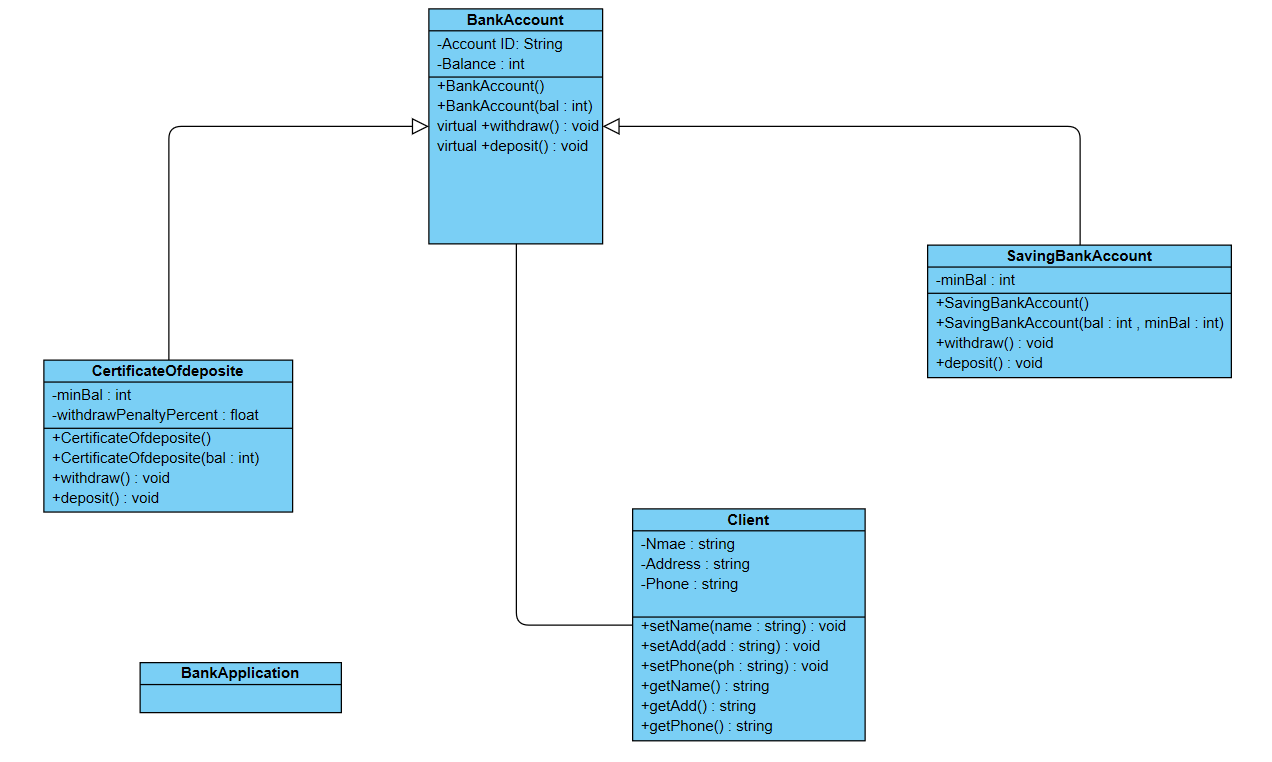 BankAccount
-Account ID: String
-Balance : int
+BankAccount()
+BankAccount(bal : int)
virtual +withdraw() : void
virtual +deposit() : void
SavingBankAccount
-minBal : int
+SavingBankAccount()
+SavingBankAccount(bal : int , minBal : int)
+withdraw() : void
+deposit() : void
CertificateOfdeposite
-minBal : int
-withdrawPenaltyPercent : float
+CertificateOfdeposite()
+CertificateOfdeposite(bal : int)
+withdraw() : void
+deposit() : void
Client
-Nmae : string
-Address : string
-Phone : string
+setName(name : string) : void
+setAdd(add : string) : void
+setPhone(ph : string) : void
+getName() : string
+getAdd() : string
+getPhone() : string
BankApplication